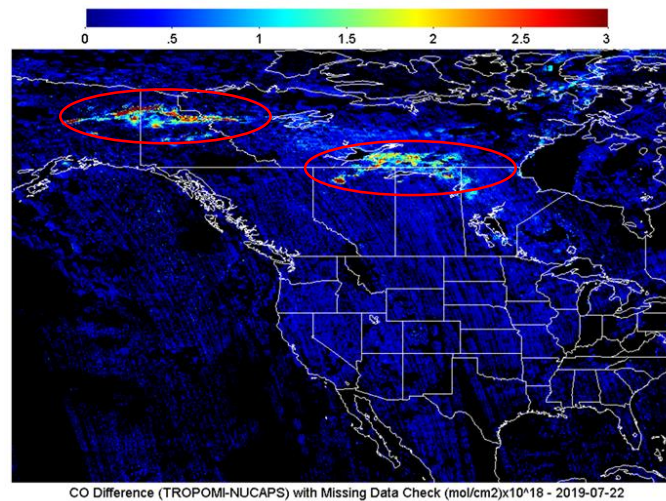 0 .5 1 1.5 2 2.5 3
CO Difference (TROPOMI-NUCAPS) with Missing Data Check (mol/cm2)x10^18 - 2019-07-22